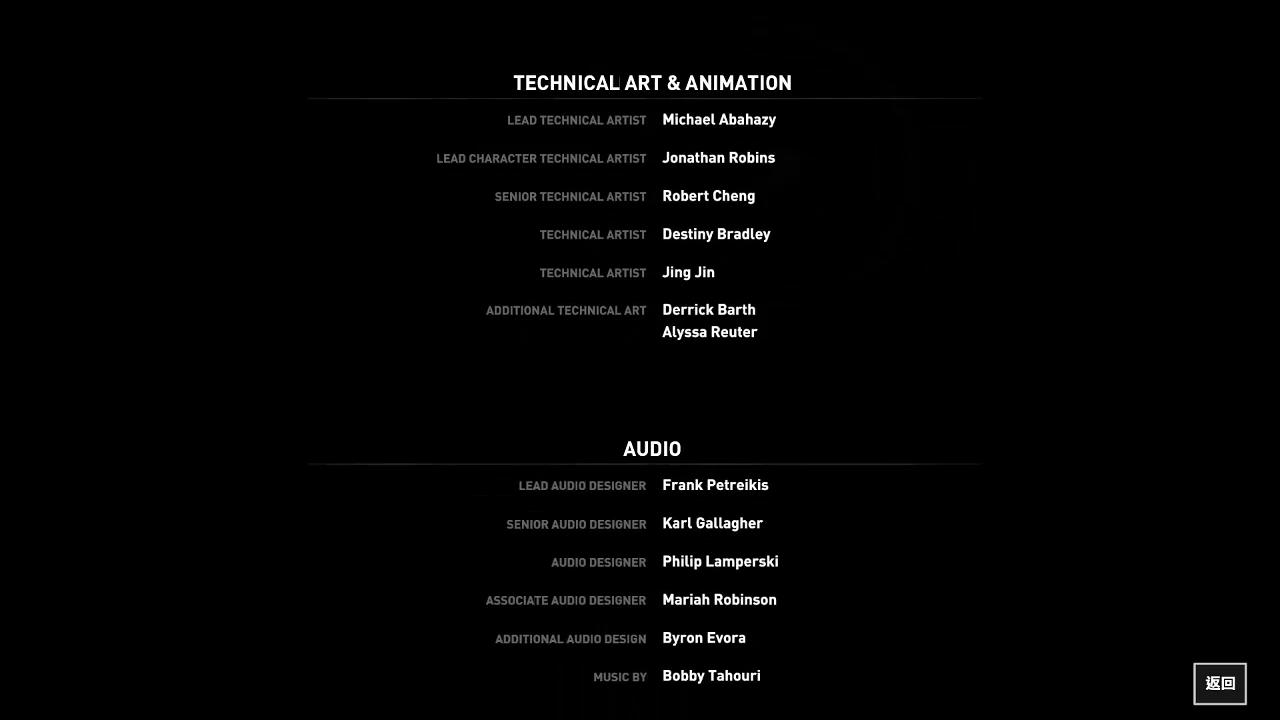 TECHNICAL ART & ANIMATION
LEAD TECHNICAL ARTIST Michael Abahazy
LEAD CHARACTER TECHNICAL ARTIST Jonathan Robins
SENIOR TECHNICAL ARTIST Robert Cheng
TECHNICAL ARTIST Destiny Bradley
TECHNICAL ARTIST Jing Jin
ADDITIONAL TECHNICAL ART Derrick Barth
Alyssa Reuter
AUDIO
LEAD AUDIO DESIGNER Frank Petreikis
SENIOR AUDIO DESIGNER Karl Gallagher
AUDIO DESIGNER Philip Lamperski
ASSOCIATE AUDIO DESIGNER Mariah Robinson
ADDITIONAL AUDIO DESIGN Byron Evora
MUSIC BY Bobby Tahouri
返回